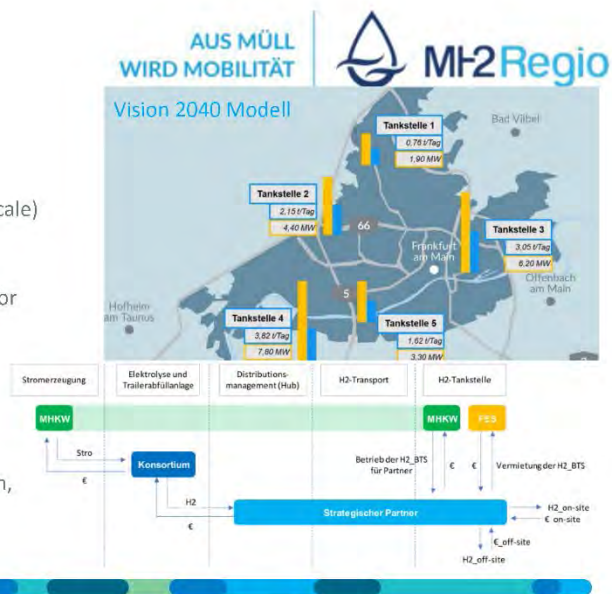 AUS MÜLL
WIRD MOBILITÄT
MH2Regio
Vision 2040 Modell
Bad Vilbel
Tankstelle 1
0,76 t/Tag
1,90 MW
cale)
Tankstelle 2
2,15 t/Tag
4,40 MW
66
Tankstelle 3
3,05 t/Tag
6,20 MW
Frankfurt
am Main
Offenbach
am Main
or
Hofheim
am Taunus
5
Tankstelle 4
3,82 t/Tag
7,80 MW
Tankstelle 5
1,62 t/Tag
3,30 MW
Stromerzeugung
Elektrolyse und
Trailerabfüllanlage
Distributions-
management (Hub)
H2-Transport
H2-Tankstelle
MHKW
MHKW
FES
Stro
€
Konsortium
Betrieb der H2_BTS
für Partner
€
€
Vermietung der H2_BTS
n,
H2
€
Strategischer Partner
H2_on-site
€ on-site
€_off-site
H2_off-site